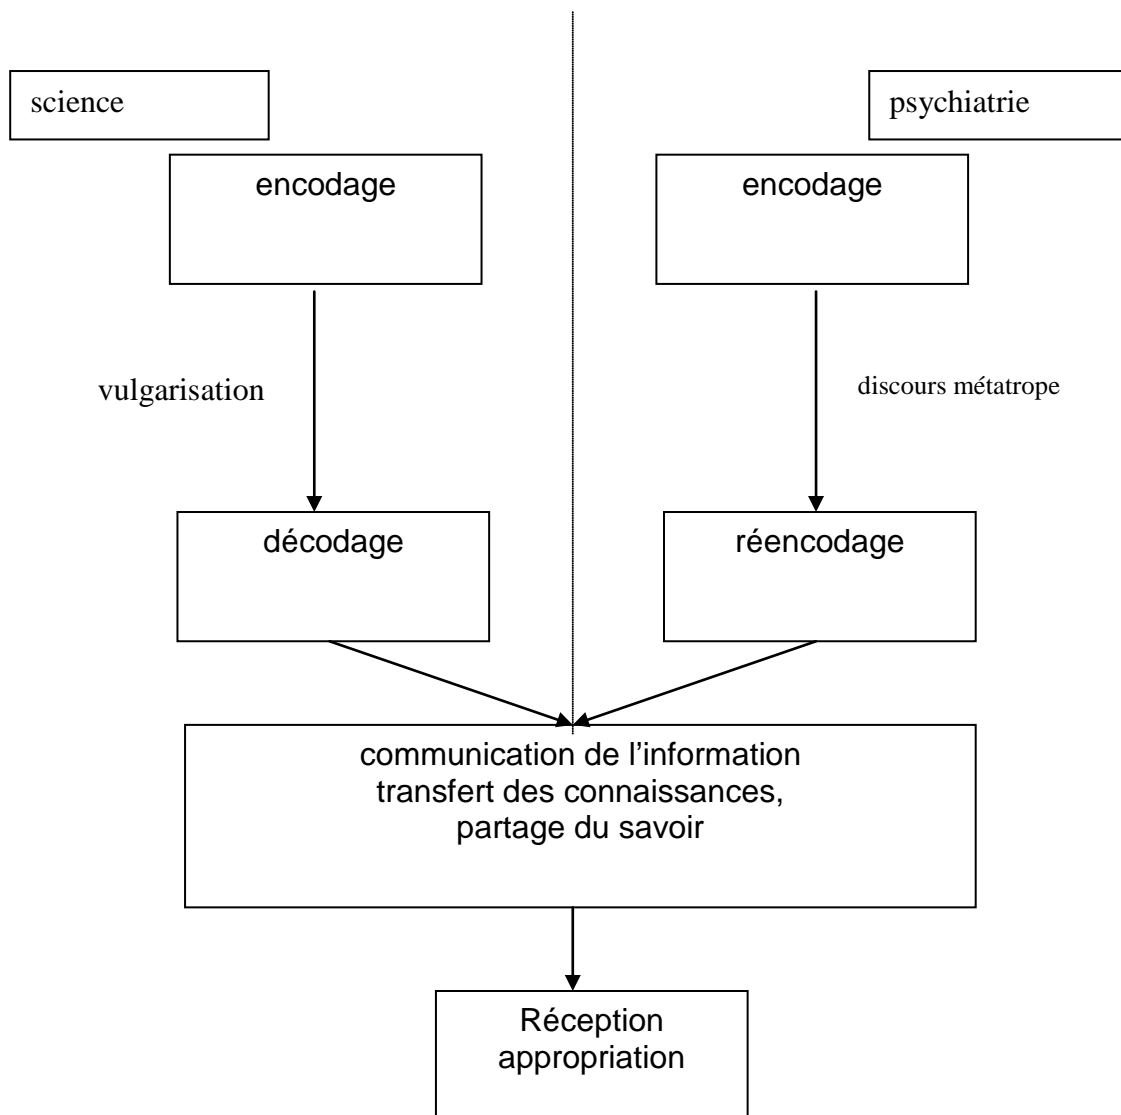 science
psychiatrie
encodage
encodage
vulgarisation
discours métatrope
décodage
réencodage
communication de l’information
transfert des connaissances,
partage du savoir
Réception
appropriation